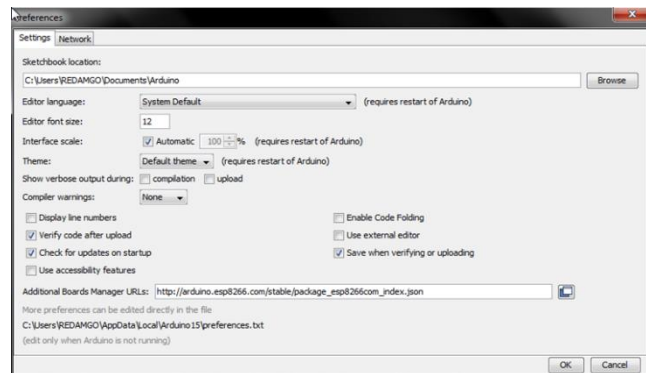 Preferences
Settings Network
Sketchbook location:
C:\Users\REDAMGO\Documents\Arduino Browse
Editor language: System Default (requires restart of Arduino)
Editor font size: 12
Interface scale: Automatic 100 % (requires restart of Arduino)
Theme: Default theme (requires restart of Arduino)
Show verbose output during: compilation upload
Compiler warnings: None
Display line numbers Enable Code Folding
Verify code after upload Use external editor
Check for updates on startup Save when verifying or uploading
Use accessibility features
Additional Boards Manager URLs: http://arduino.esp8266.com/stable/package_esp8266com_index.json
More preferences can be edited directly in the file
C:\Users\REDAMGO\AppData\Local\Arduino15\preferences.txt
(edit only when Arduino is not running)
OK Cancel